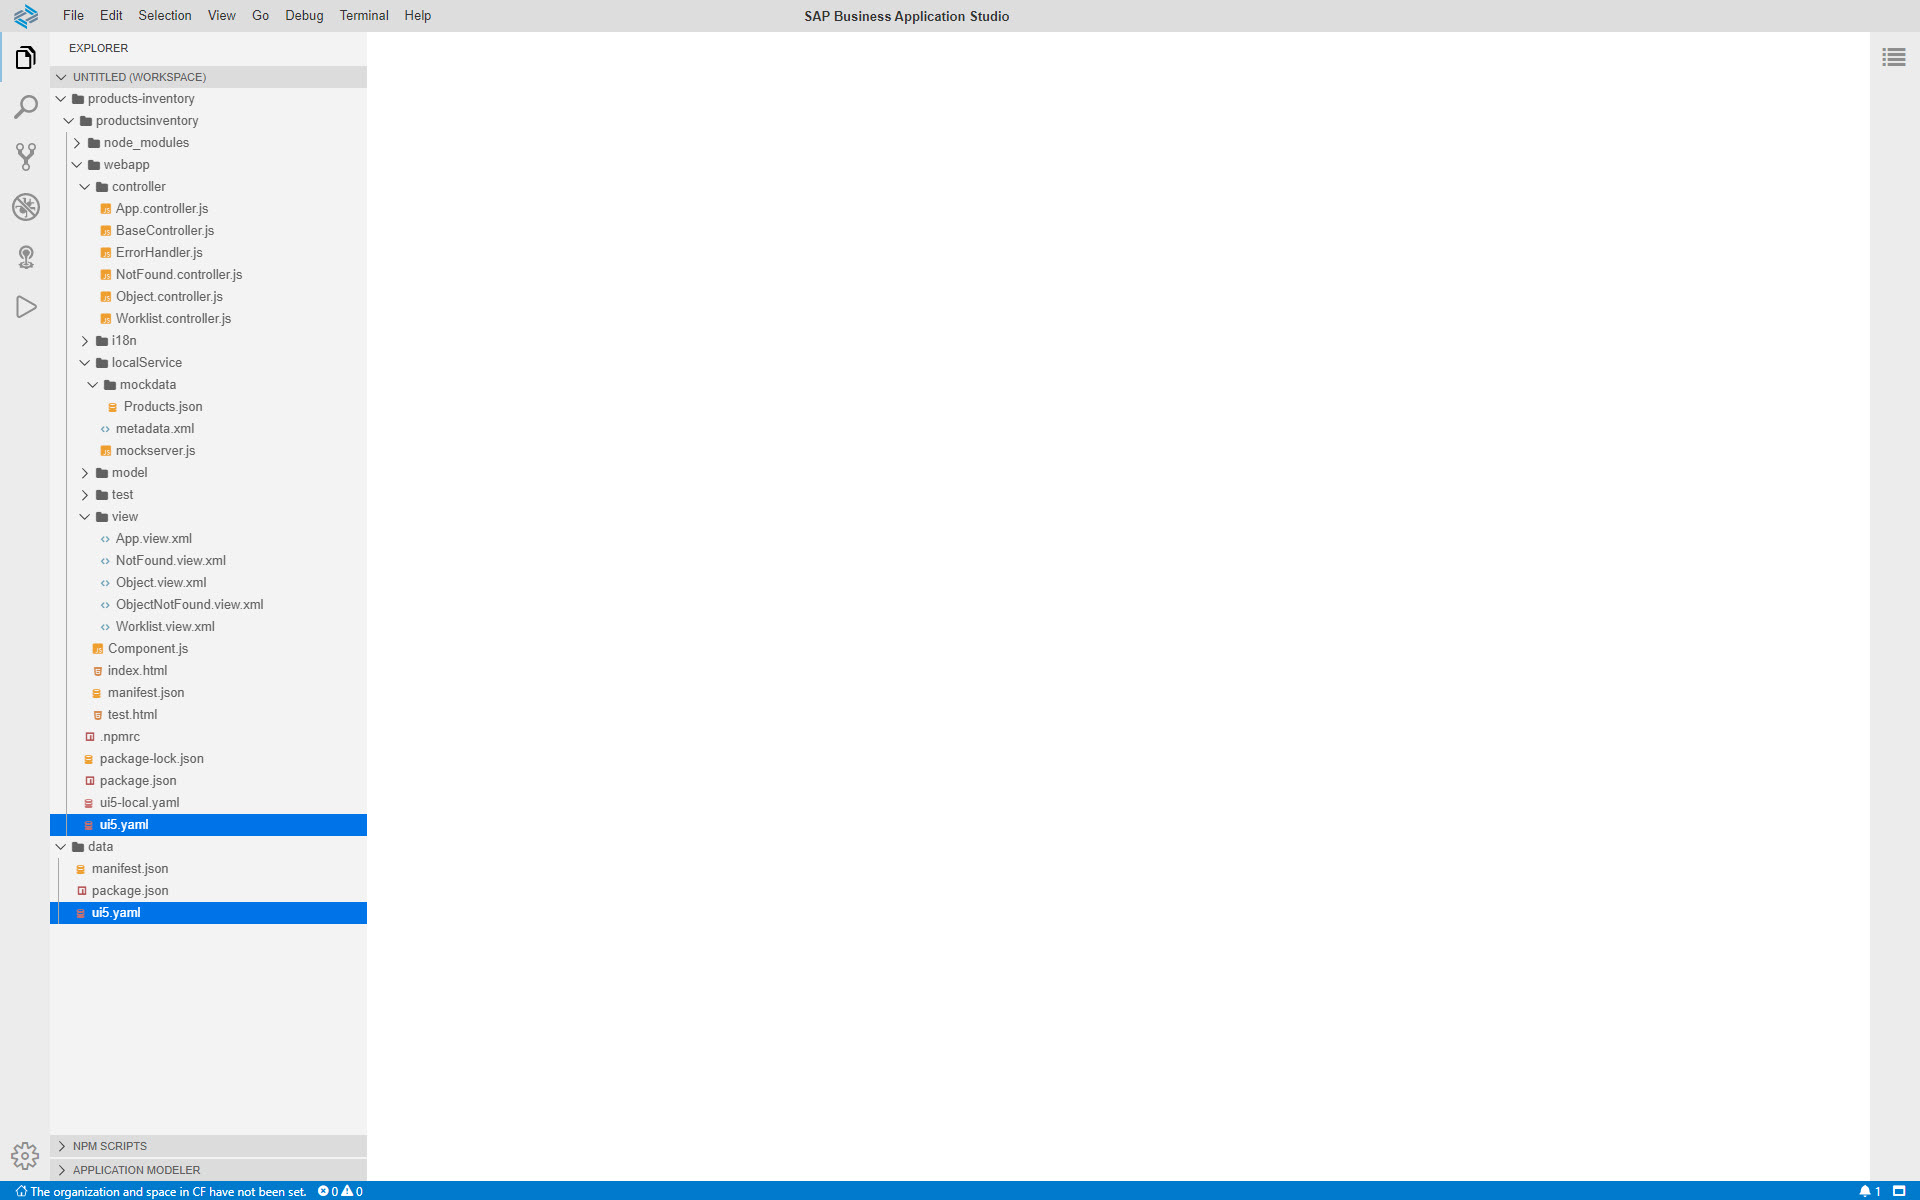 File Edit Selection View Go Debug Terminal Help
SAP Business Application Studio
EXPLORER
UNTITLED (WORKSPACE)
products-inventory
productsinventory
node_modules
webapp
controller
App.controller.js
BaseController.js
ErrorHandler.js
NotFound.controller.js
Object.controller.js
Worklist.controller.js
i18n
localService
mockdata
Products.json
metadata.xml
mockserver.js
model
test
view
App.view.xml
NotFound.view.xml
Object.view.xml
ObjectNotFound.view.xml
Worklist.view.xml
Component.js
index.html
manifest.json
test.html
.npmrc
package-lock.json
package.json
ui5-local.yaml
ui5.yaml
data
manifest.json
package.json
ui5.yaml
NPM SCRIPTS
APPLICATION MODELER
The organization and space in CF have not been set. 0 0 1